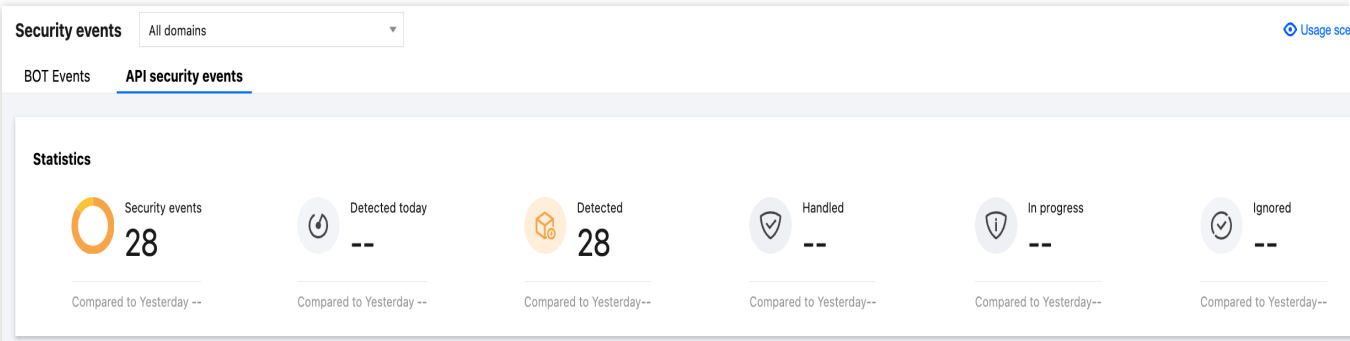 Security events
All domains
Usage sce
BOT Events
API security events
Statistics
Security events
28
Compared to Yesterday --
Detected today
--
Compared to Yesterday --
Detected
28
Compared to Yesterday--
Handled
--
Compared to Yesterday--
In progress
--
Compared to Yesterday--
Ignored
--
Compared to Yesterday--